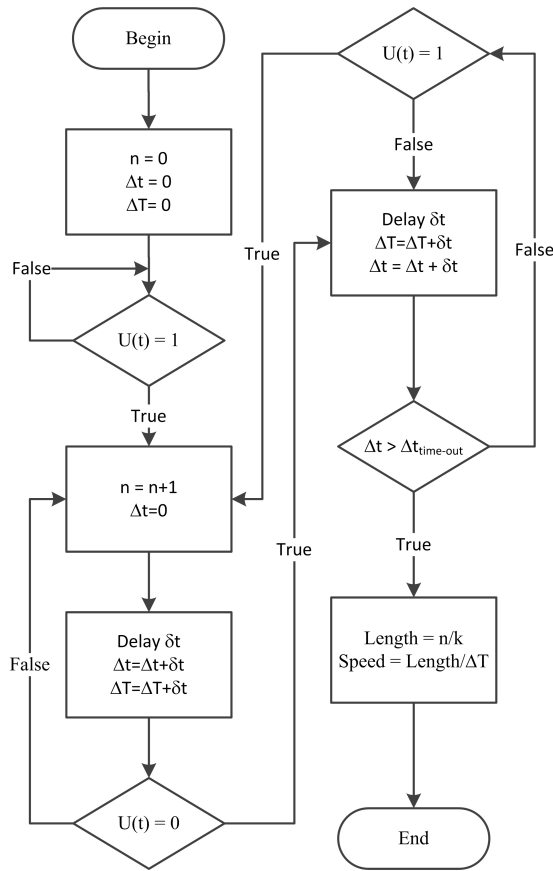 Begin
n = 0
Δt = 0
ΔT= 0
False
U(t) = 1
True
n = n+1
Δt=0
Delay δt
Δt=Δt+δt
ΔT=ΔT+δt
False
U(t) = 0
True
True
U(t) = 1
False
Delay δt
ΔT=ΔT+δt
Δt = Δt + δt
False
Δt > Δttime-out
True
Length = n/k
Speed = Length/ΔT
End